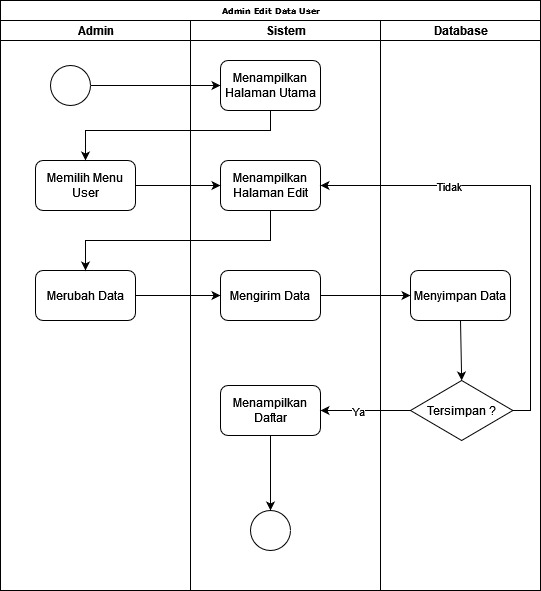 Admin Edit Data User
Admin
Sistem
Database
Menampilkan
Halaman Utama
Memilih Menu
User
Menampilkan
Halaman Edit
Tidak
Merubah Data
Mengirim Data
Menyimpan Data
Menampilkan
Daftar
Ya
Tersimpan ?